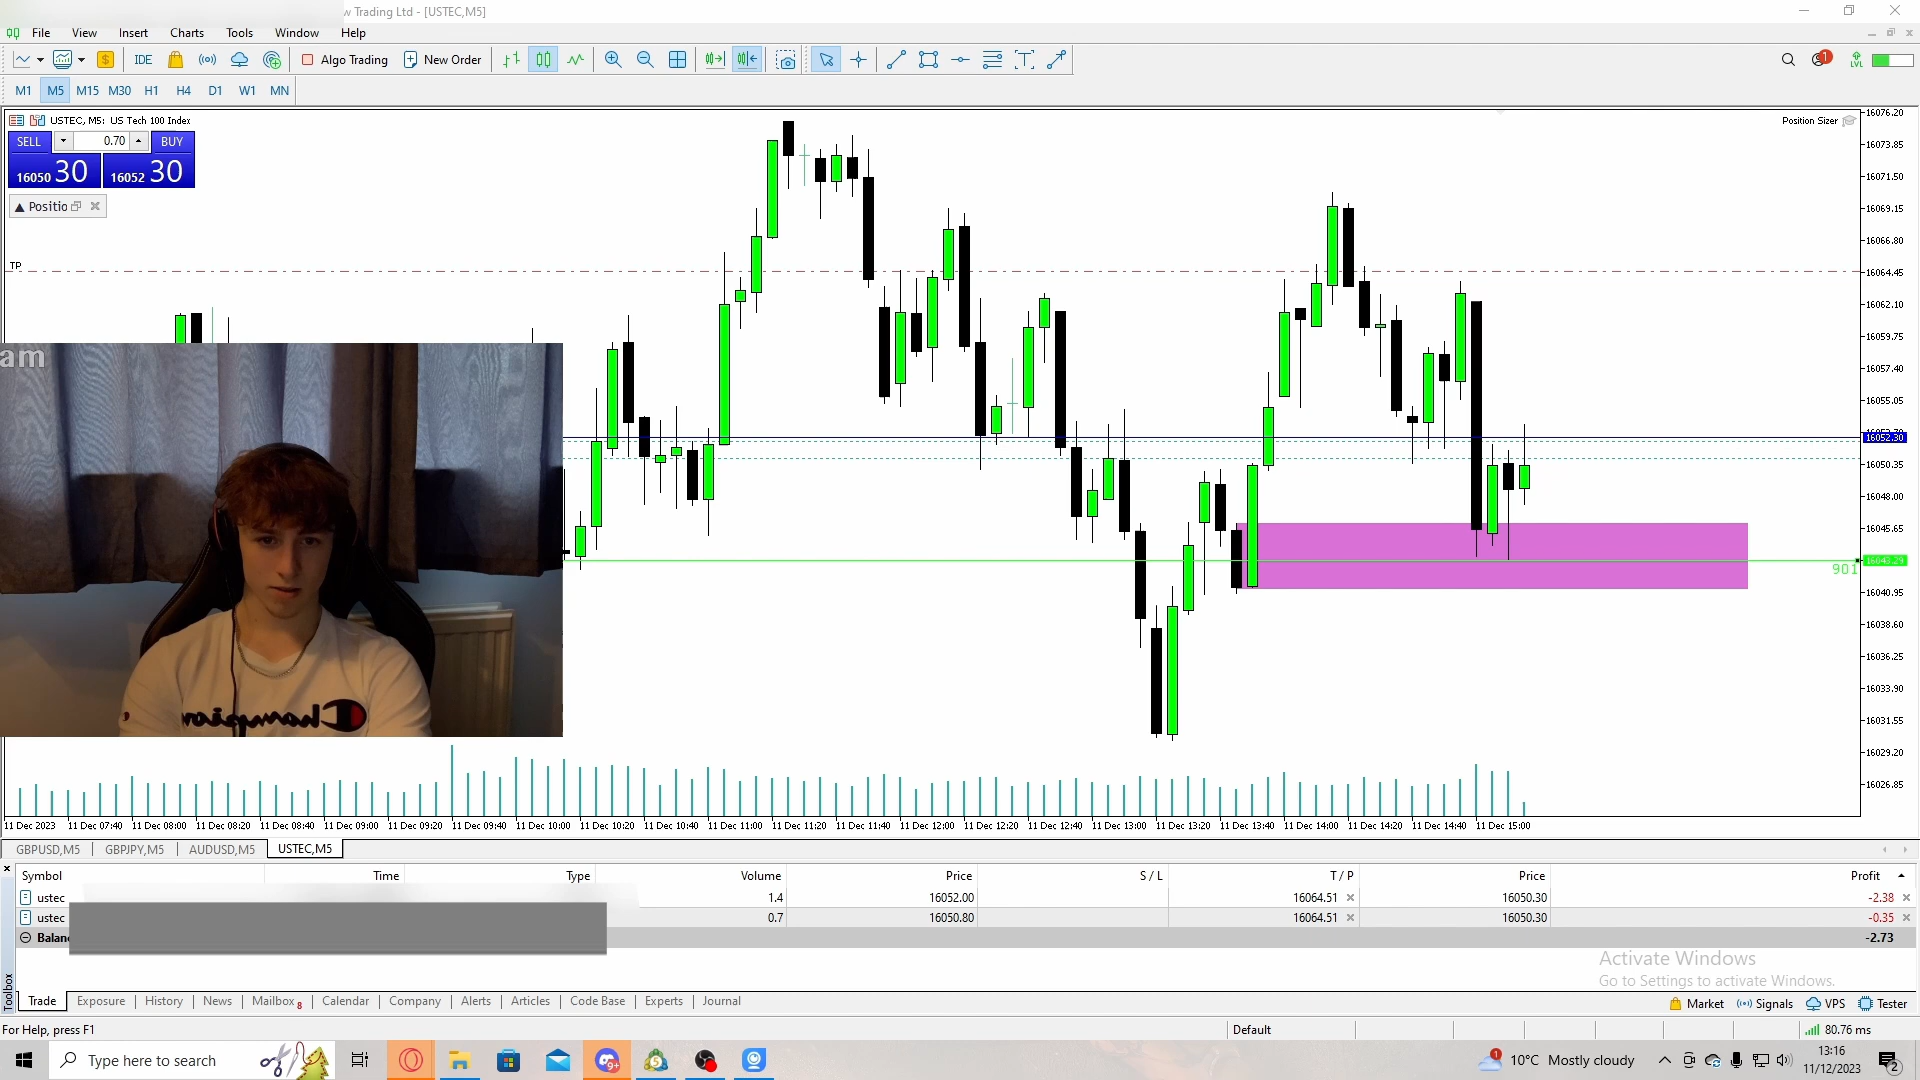 w Trading Ltd - [USTEC,M5]
File View Insert Charts Tools Window Help
IDE Algo Trading New Order 1 LVL
M1 M5 M15 M30 H1 H4 D1 W1 MN
USTEC, M5: US Tech 100 Index
Position Sizer
SELL 0.70 BUY
16050 30 16052 30
Positio
TP
16076.20
16073.85
16071.50
16069.15
16066.80
16064.45
16062.10
16059.75
16057.40
16055.05
16052.30
16050.35
16048.00
16045.65
16043.29
901
16040.95
16038.60
16036.25
16033.90
16031.55
16029.20
16026.85
am
Champion
11 Dec 2023 11 Dec 07:40 11 Dec 08:00 11 Dec 08:20 11 Dec 08:40 11 Dec 09:00 11 Dec 09:20 11 Dec 09:40 11 Dec 10:00 11 Dec 10:20 11 Dec 10:40 11 Dec 11:00 11 Dec 11:20 11 Dec 11:40 11 Dec 12:00 11 Dec 12:20 11 Dec 12:40 11 Dec 13:00 11 Dec 13:20 11 Dec 13:40 11 Dec 14:00 11 Dec 14:20 11 Dec 14:40 11 Dec 15:00
GBPUSD,M5 GBPJPY,M5 AUDUSD,M5 USTEC,M5
Symbol Time Type Volume Price S / L T / P Price Profit
ustec 1.4 16052.00 16064.51 16050.30 -2.38
ustec 0.7 16050.80 16064.51 16050.30 -0.35
Balan -2.73
Activate Windows
Go to Settings to activate Windows.
Toolbox
Trade Exposure History News Mailbox 8 Calendar Company Alerts Articles Code Base Experts Journal
Market Signals VPS Tester
For Help, press F1 Default 80.76 ms
Type here to search 9+ 1 10°C Mostly cloudy 13:16
11/12/2023 2